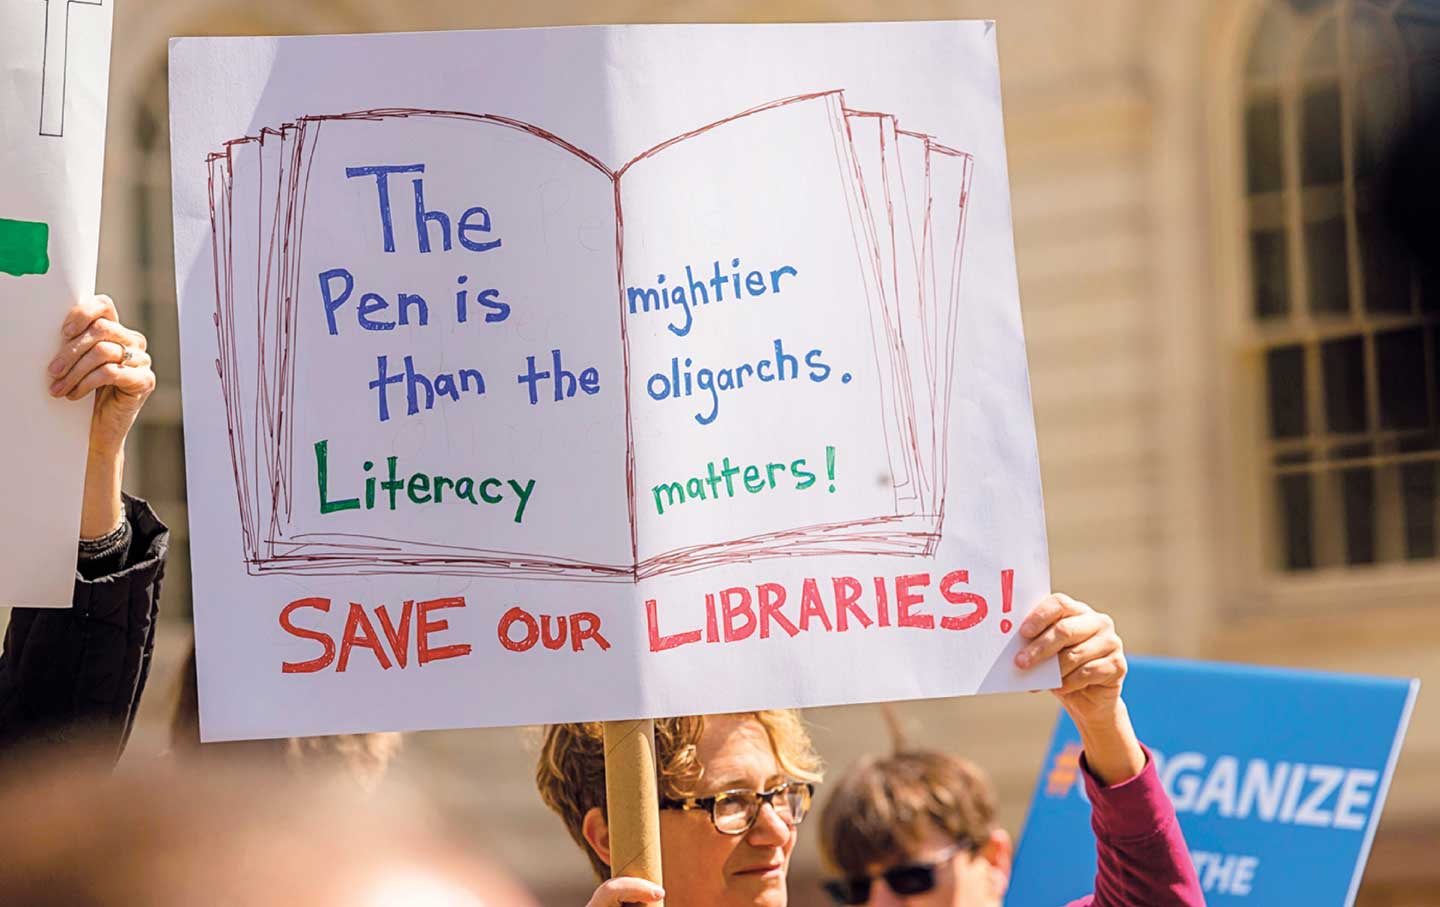 The
Pen is mightier
than the oligarchs.
Literacy matters!
SAVE OUR LIBRARIES!
#ORGANIZE
THE